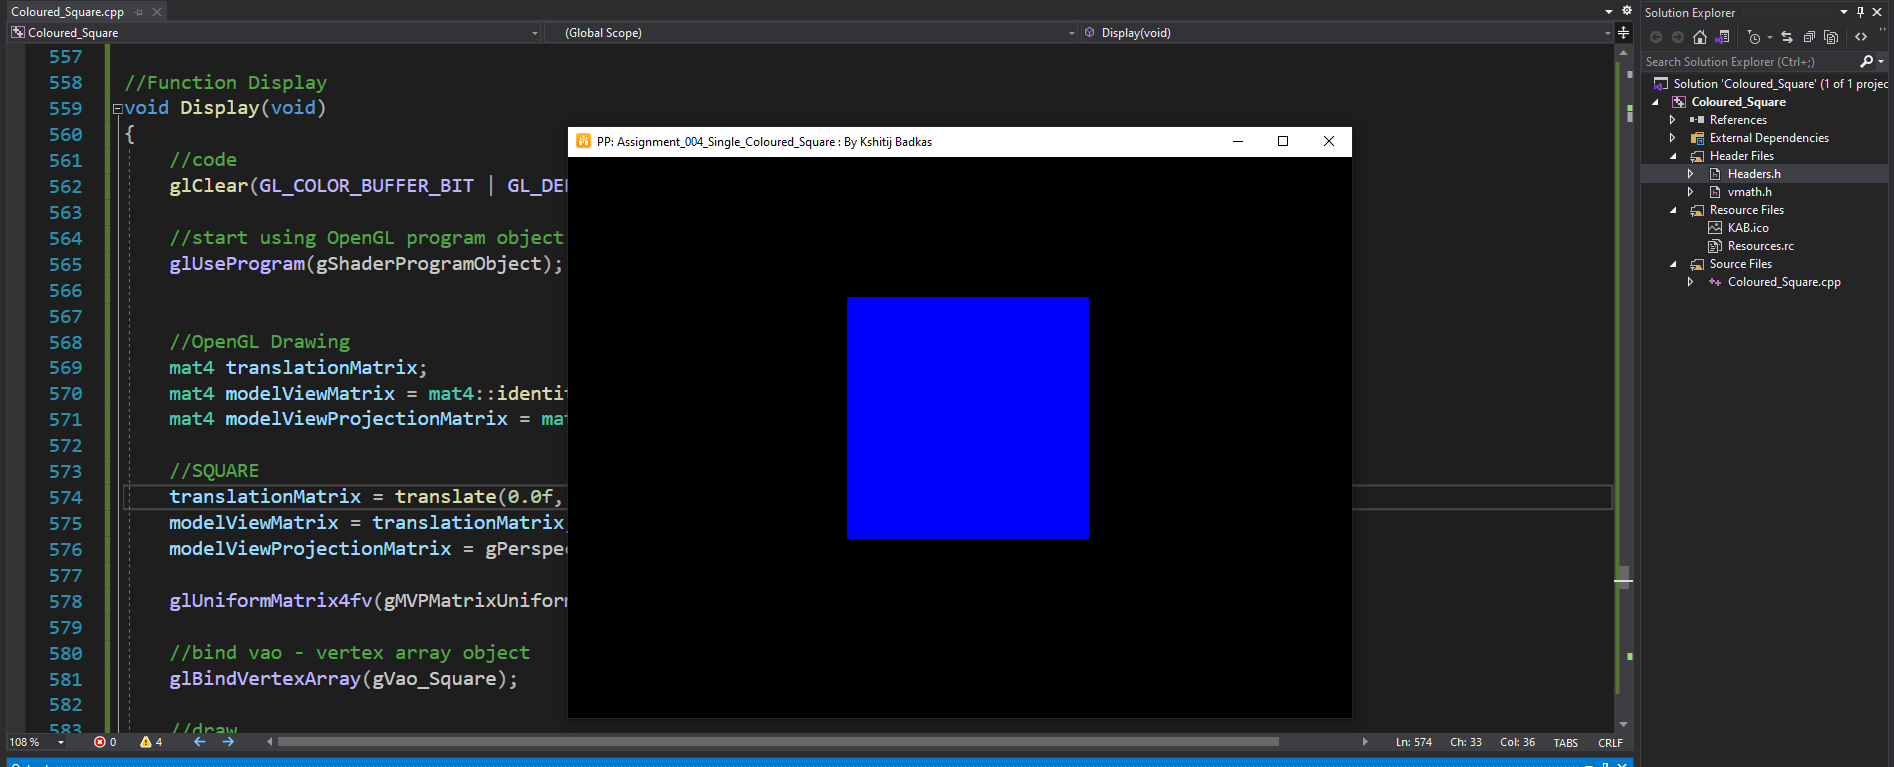 Coloured_Square.cpp
Coloured_Square
(Global Scope)
Display(void)
557
558 //Function Display
559 void Display(void)
560 {
561 //code
562 glClear(GL_COLOR_BUFFER_BIT | GL_DE
563
564 //start using OpenGL program object
565 glUseProgram(gShaderProgramObject);
566
567
568 //OpenGL Drawing
569 mat4 translationMatrix;
570 mat4 modelViewMatrix = mat4::identi
571 mat4 modelViewProjectionMatrix = ma
572
573 //SQUARE
574 translationMatrix = translate(0.0f,
575 modelViewMatrix = translationMatrix
576 modelViewProjectionMatrix = gPerspe
577
578 glUniformMatrix4fv(gMVPMatrixUnifor
579
580 //bind vao - vertex array object
581 glBindVertexArray(gVao_Square);
582
583 //draw
PP: Assignment_004_Single_Coloured_Square : By Kshitij Badkas
108 %
0
4
Ln: 574 Ch: 33 Col: 36 TABS CRLF
Solution Explorer
Search Solution Explorer (Ctrl+;)
Solution 'Coloured_Square' (1 of 1 projec
Coloured_Square
References
External Dependencies
Header Files
Headers.h
vmath.h
Resource Files
KAB.ico
Resources.rc
Source Files
Coloured_Square.cpp